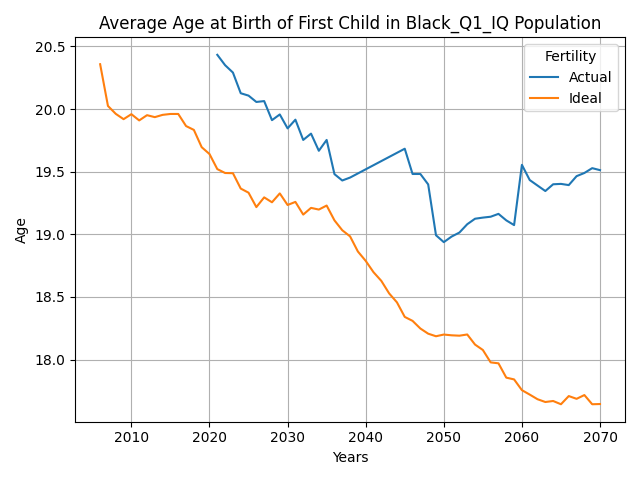 Average Age at Birth of First Child in Black_Q1_IQ Population
Fertility
Actual
Ideal
20.5
20.0
19.5
19.0
18.5
18.0
Age
2010 2020 2030 2040 2050 2060 2070
Years